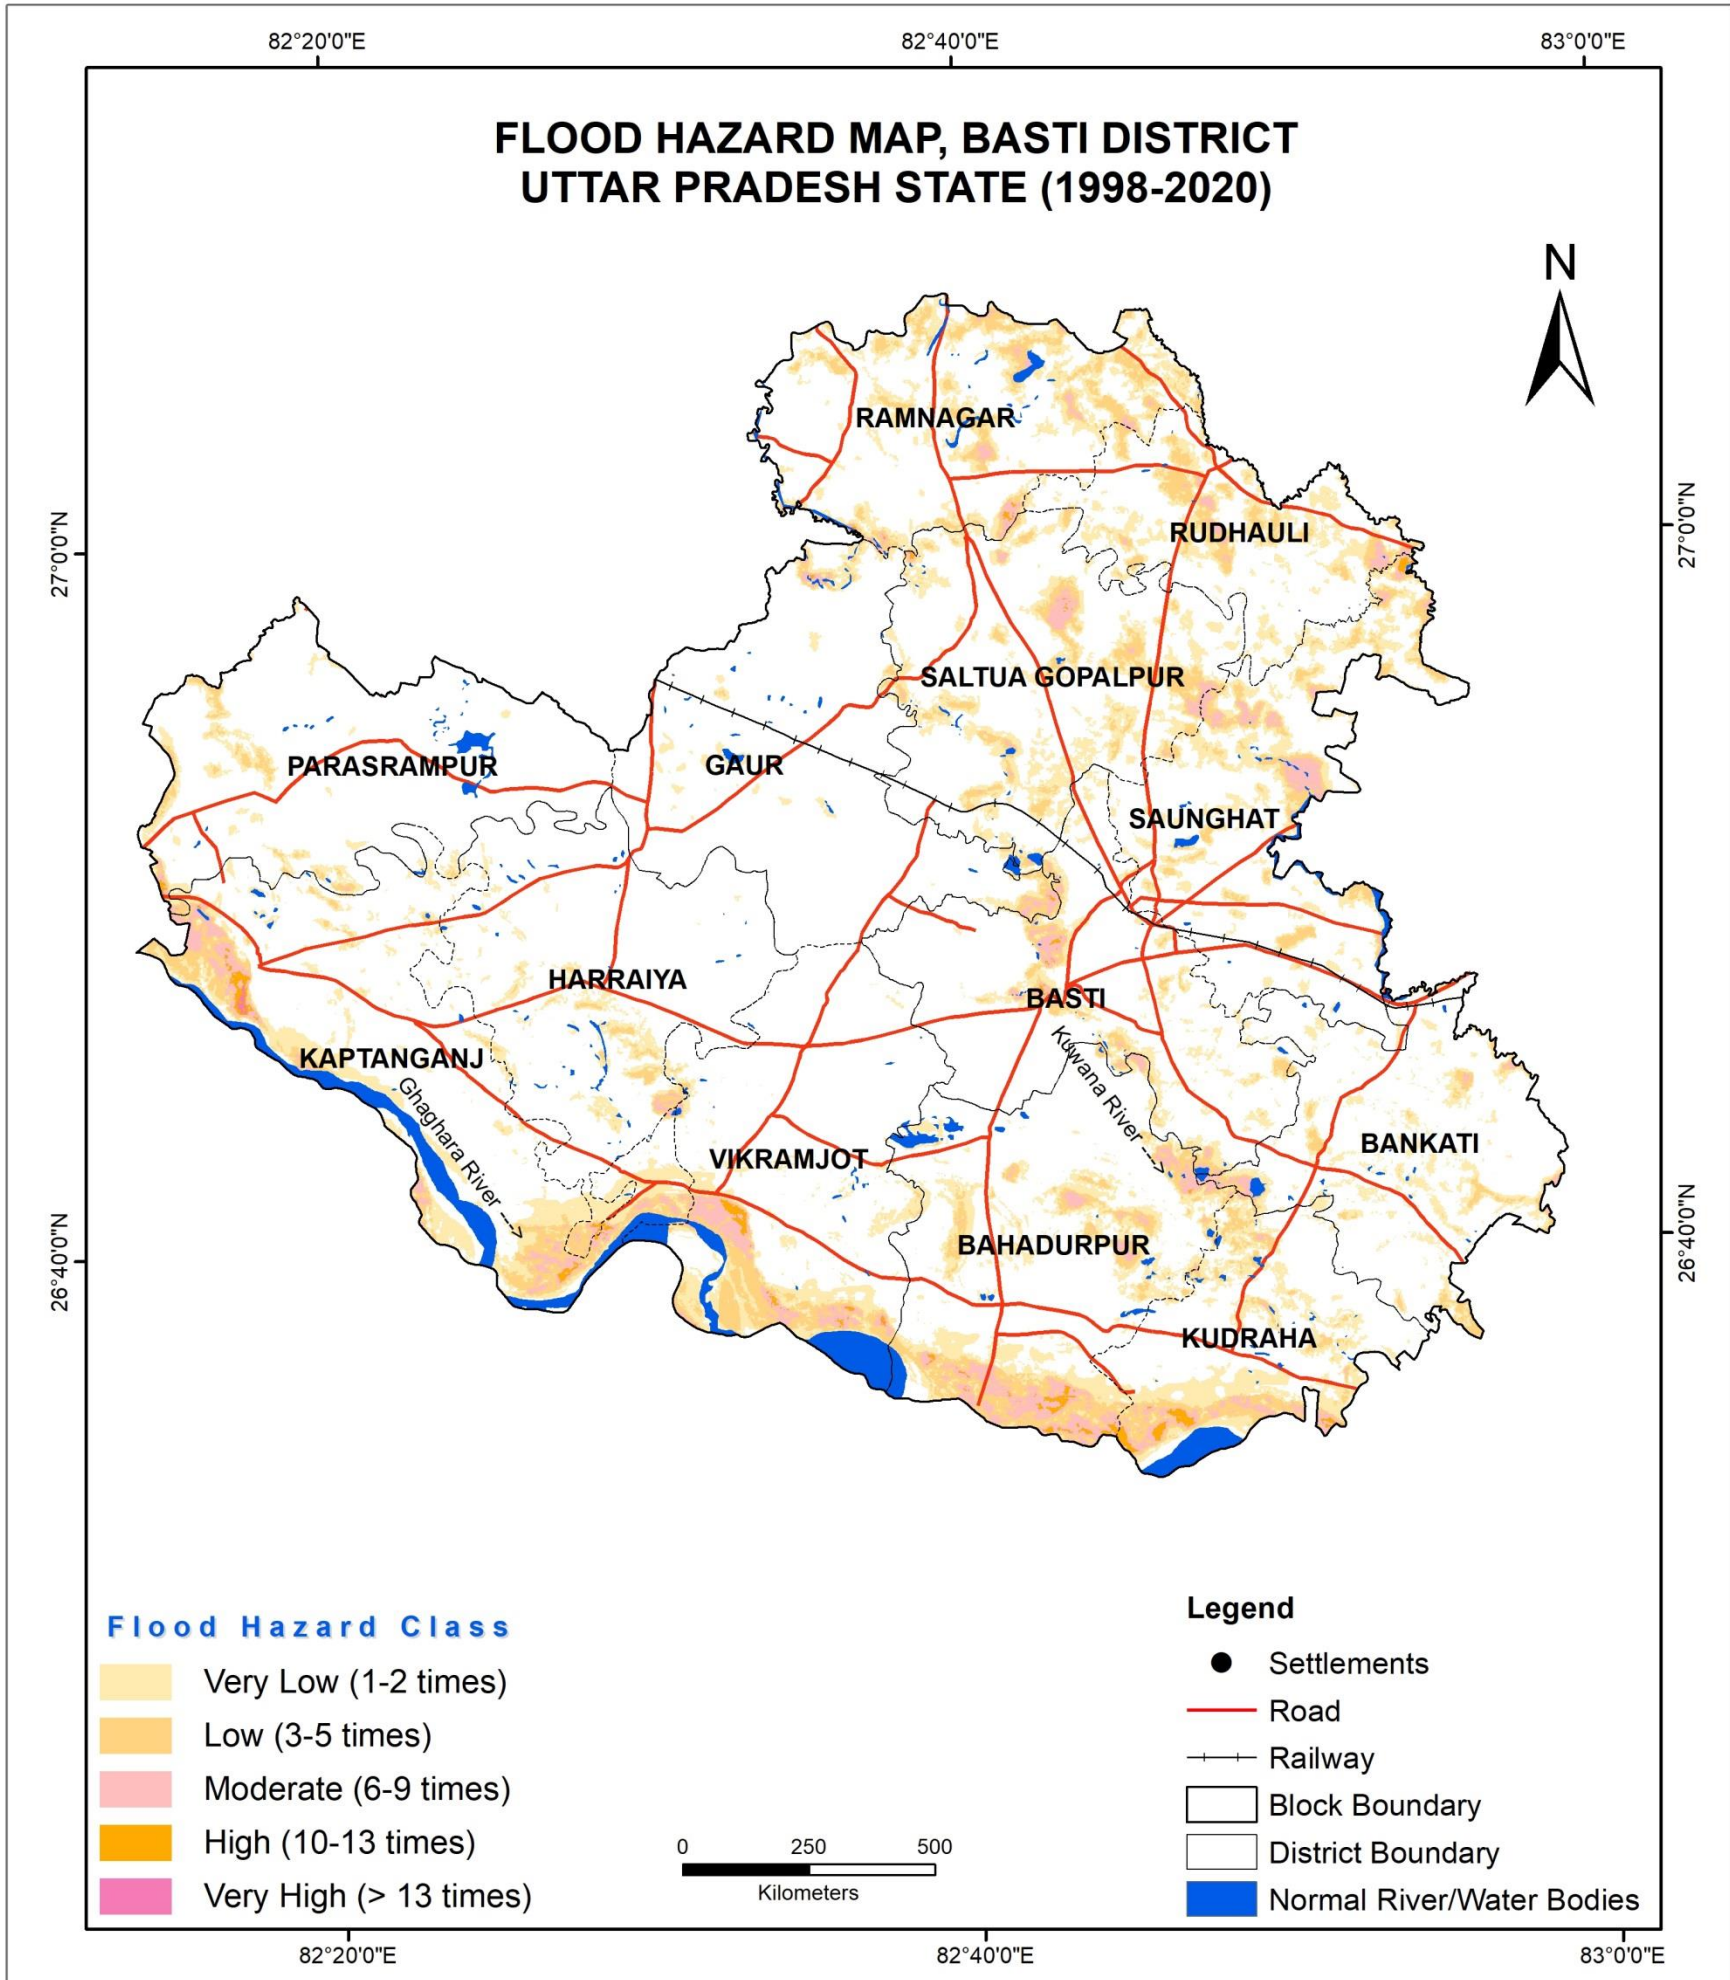 82°20'0"E
82°40'0"E
83°0'0"E
FLOOD HAZARD MAP, BASTI DISTRICT
UTTAR PRADESH STATE (1998-2020)
N
RAMNAGAR
27°0'0"N
27°0'0"N
RUDHAULI
SALTUA GOPALPUR
PARASRAMPUR
GAUR
SAUNGHAT
HARRAIYA
BASTI
KAPTANGANJ
Ghaghara River
Kuwana River
VIKRAMJOT
BANKATI
BAHADURPUR
26°40'0"N
26°40'0"N
KUDRAHA
Flood Hazard Class
Very Low (1-2 times)
Low (3-5 times)
Moderate (6-9 times)
High (10-13 times)
Very High (> 13 times)
0 250 500
Kilometers
Legend
Settlements
Road
Railway
Block Boundary
District Boundary
Normal River/Water Bodies
82°20'0"E
82°40'0"E
83°0'0"E